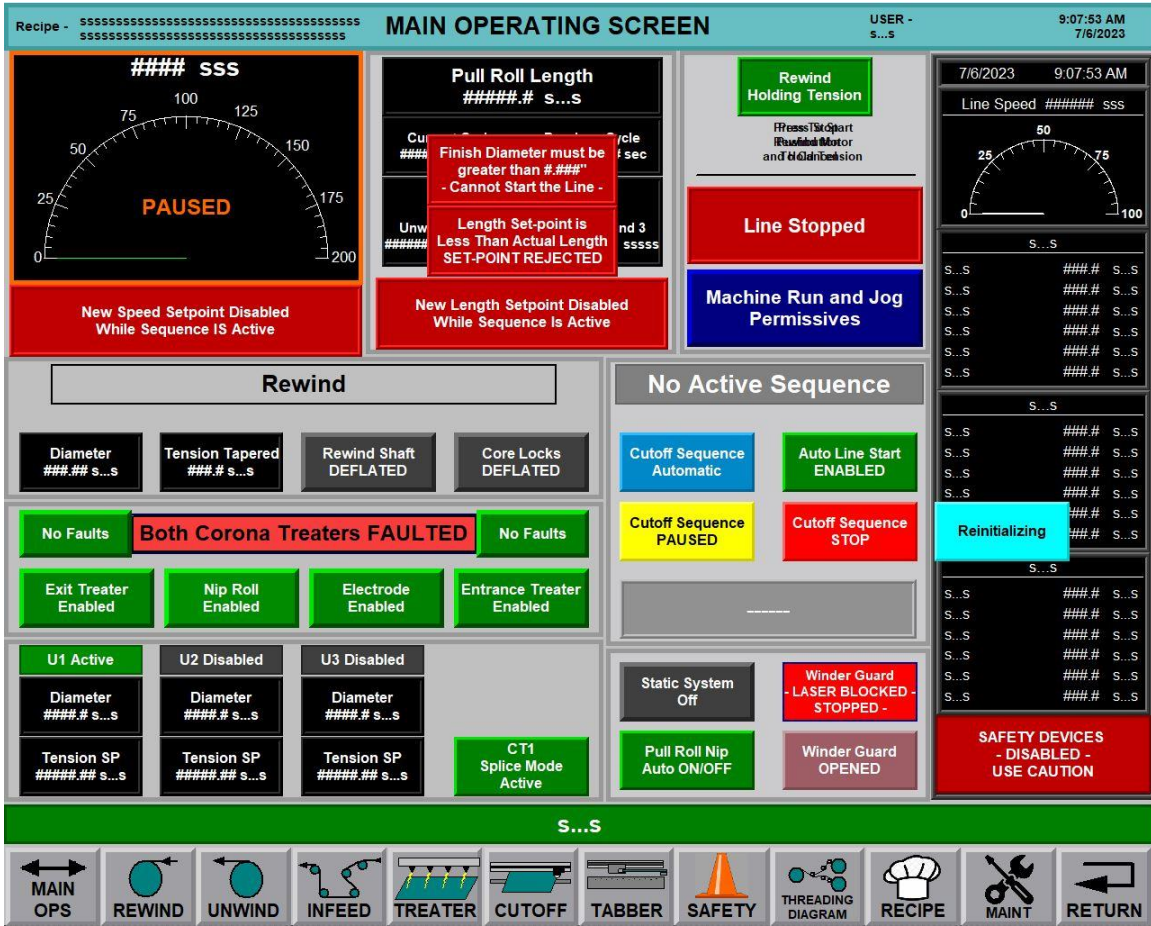 Recipe - sssssssssssssssssssssssssssssssssssssss
sssssssssssssssssssssssssssssssssssss
MAIN OPERATING SCREEN
USER -
s...s
9:07:53 AM
7/6/2023
#### sss
0
25
50
75
100
125
175
200
PAUSED
New Speed Setpoint Disabled
While Sequence IS Active
Pull Roll Length
#####.# s...s
Finish Diameter must be
greater than #.###"
- Cannot Start the Line -
Length Set-point is
Less Than Actual Length
SET-POINT REJECTED
sec
nd 3
sssss
New Length Setpoint Disabled
While Sequence Is Active
Rewind
Holding Tension
Line Stopped
Machine Run and Jog
Permissives
7/6/2023 9:07:53 AM
Line Speed ###### sss
0
25
50
75
100
s...s
s...s ###.# s...s
s...s ###.# s...s
s...s ###.# s...s
s...s ###.# s...s
s...s ###.# s...s
s...s ###.# s...s
s...s
s...s ###.# s...s
s...s ###.# s...s
s...s ###.# s...s
s...s ###.# s...s
s...s ###.# s...s
##.# s...s
Reinitializing
s...s
s...s ###.# s...s
s...s ###.# s...s
s...s ###.# s...s
s...s ###.# s...s
s...s ###.# s...s
s...s ###.# s...s
SAFETY DEVICES
- DISABLED -
USE CAUTION
Rewind
Diameter
###.## s...s
Tension Tapered
###.# s...s
Rewind Shaft
DEFLATED
Core Locks
DEFLATED
No Faults
Both Corona Treaters FAULTED
No Faults
Exit Treater
Enabled
Nip Roll
Enabled
Electrode
Enabled
Entrance Treater
Enabled
U1 Active
U2 Disabled
U3 Disabled
Diameter
####.# s...s
Diameter
####.# s...s
Diameter
####.# s...s
Tension SP
#####.## s...s
Tension SP
#####.## s...s
Tension SP
#####.## s...s
CT1
Splice Mode
Active
No Active Sequence
Cutoff Sequence
Automatic
Auto Line Start
ENABLED
Cutoff Sequence
PAUSED
Cutoff Sequence
STOP
------
Static System
Off
Winder Guard
- LASER BLOCKED -
STOPPED -
Pull Roll Nip
Auto ON/OFF
Winder Guard
OPENED
s...s
MAIN
OPS
REWIND
UNWIND
INFEED
TREATER
CUTOFF
TABBER
SAFETY
THREADING
DIAGRAM
RECIPE
MAINT
RETURN